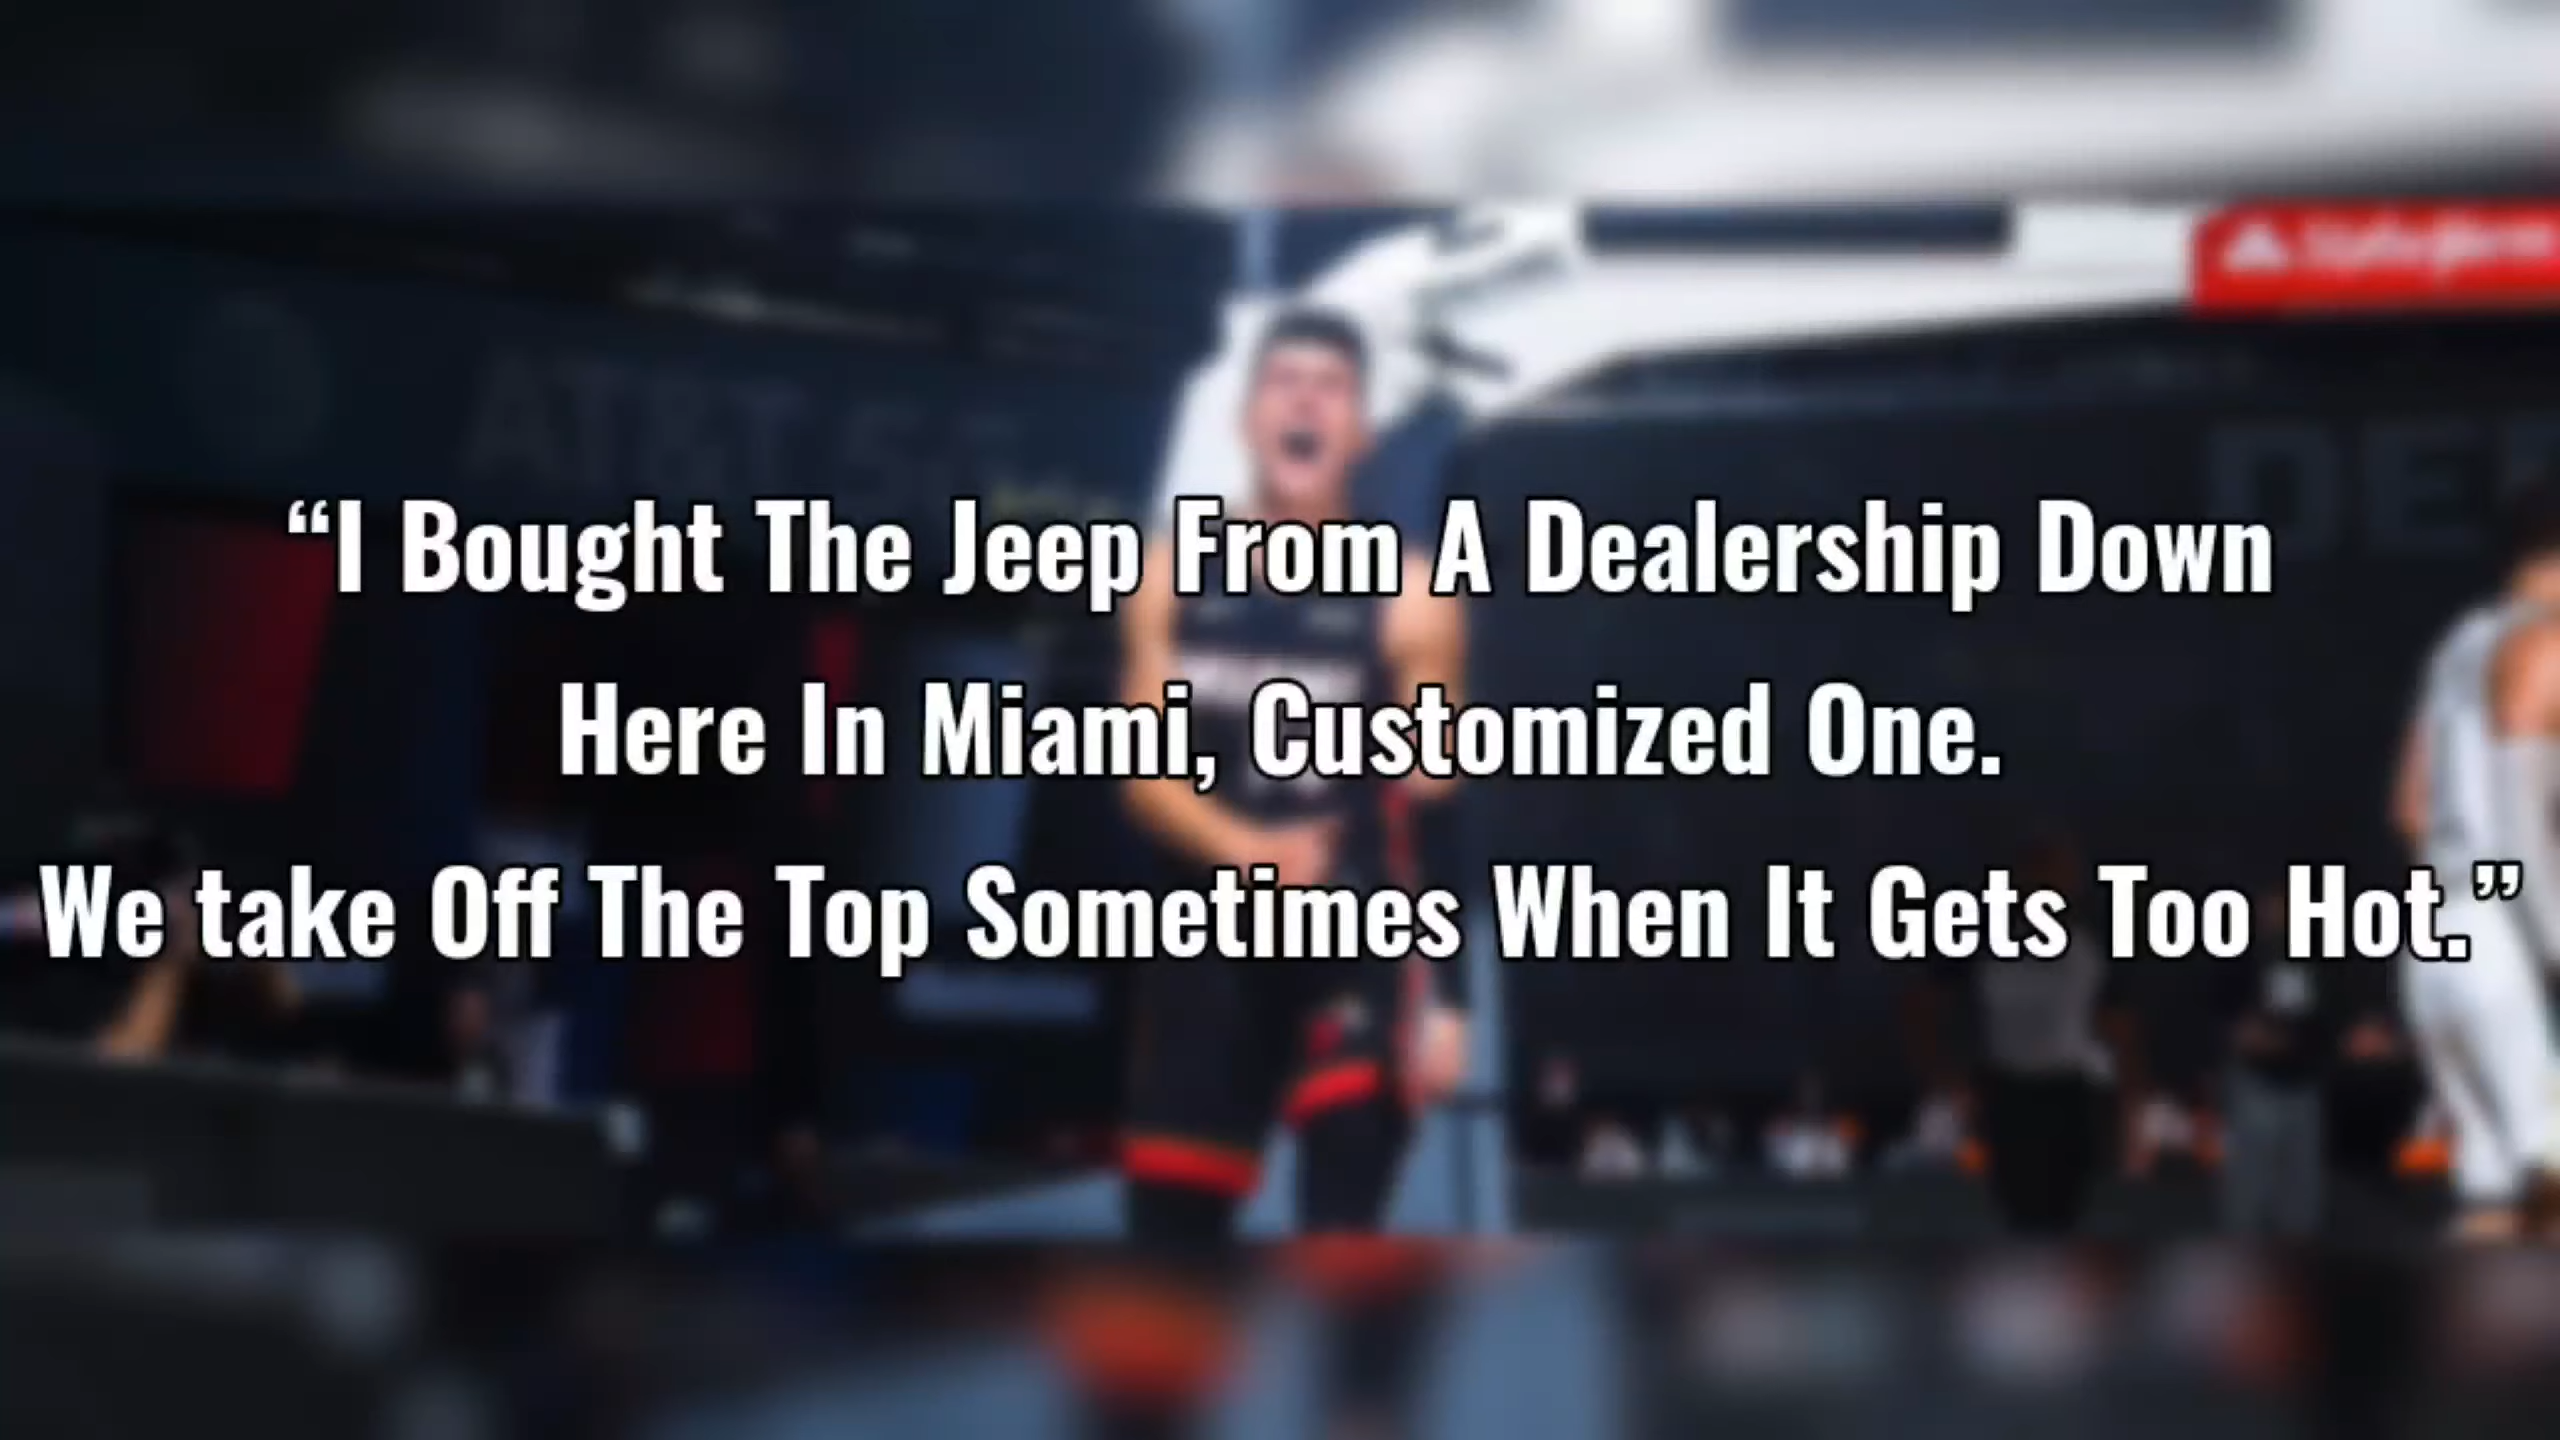 “I Bought The Jeep From A Dealership Down
Here In Miami, Customized One.
We take Off The Top Sometimes When It Gets Too Hot.”